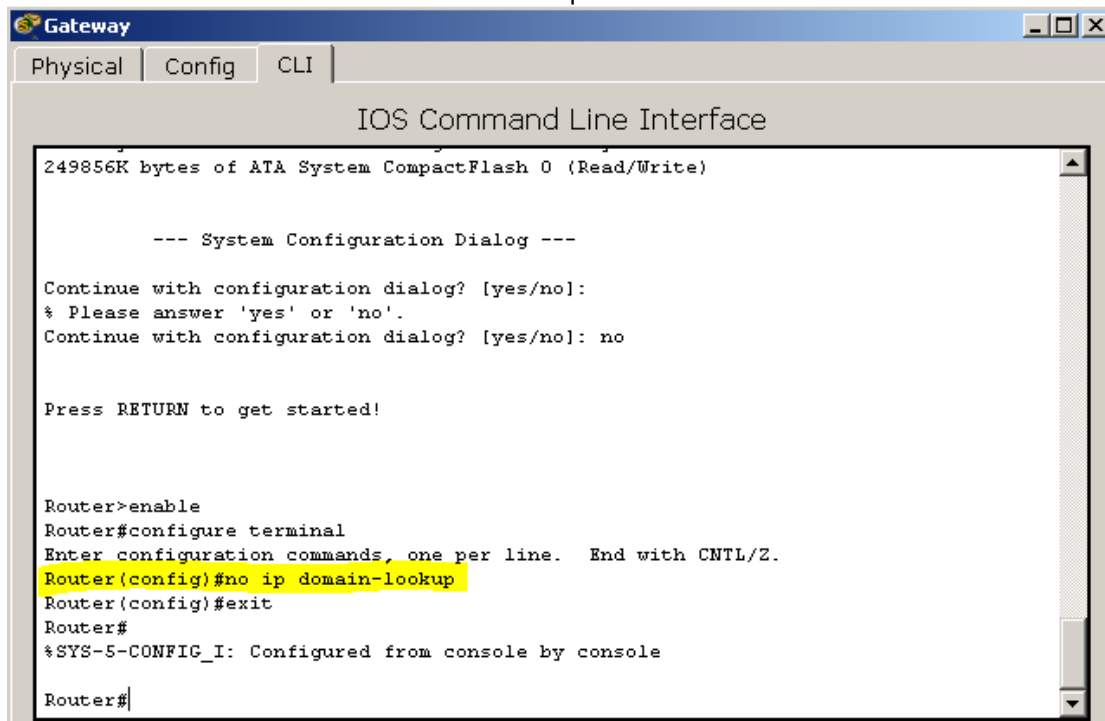 Gateway
Physical Config CLI
IOS Command Line Interface
249856K bytes of ATA System CompactFlash 0 (Read/Write)
--- System Configuration Dialog ---
Continue with configuration dialog? [yes/no]:
% Please answer 'yes' or 'no'.
Continue with configuration dialog? [yes/no]: no
Press RETURN to get started!
Router>enable
Router#configure terminal
Enter configuration commands, one per line.  End with CNTL/Z.
Router(config)#no ip domain-lookup
Router(config)#exit
Router#
%SYS-5-CONFIG_I: Configured from console by console
Router#